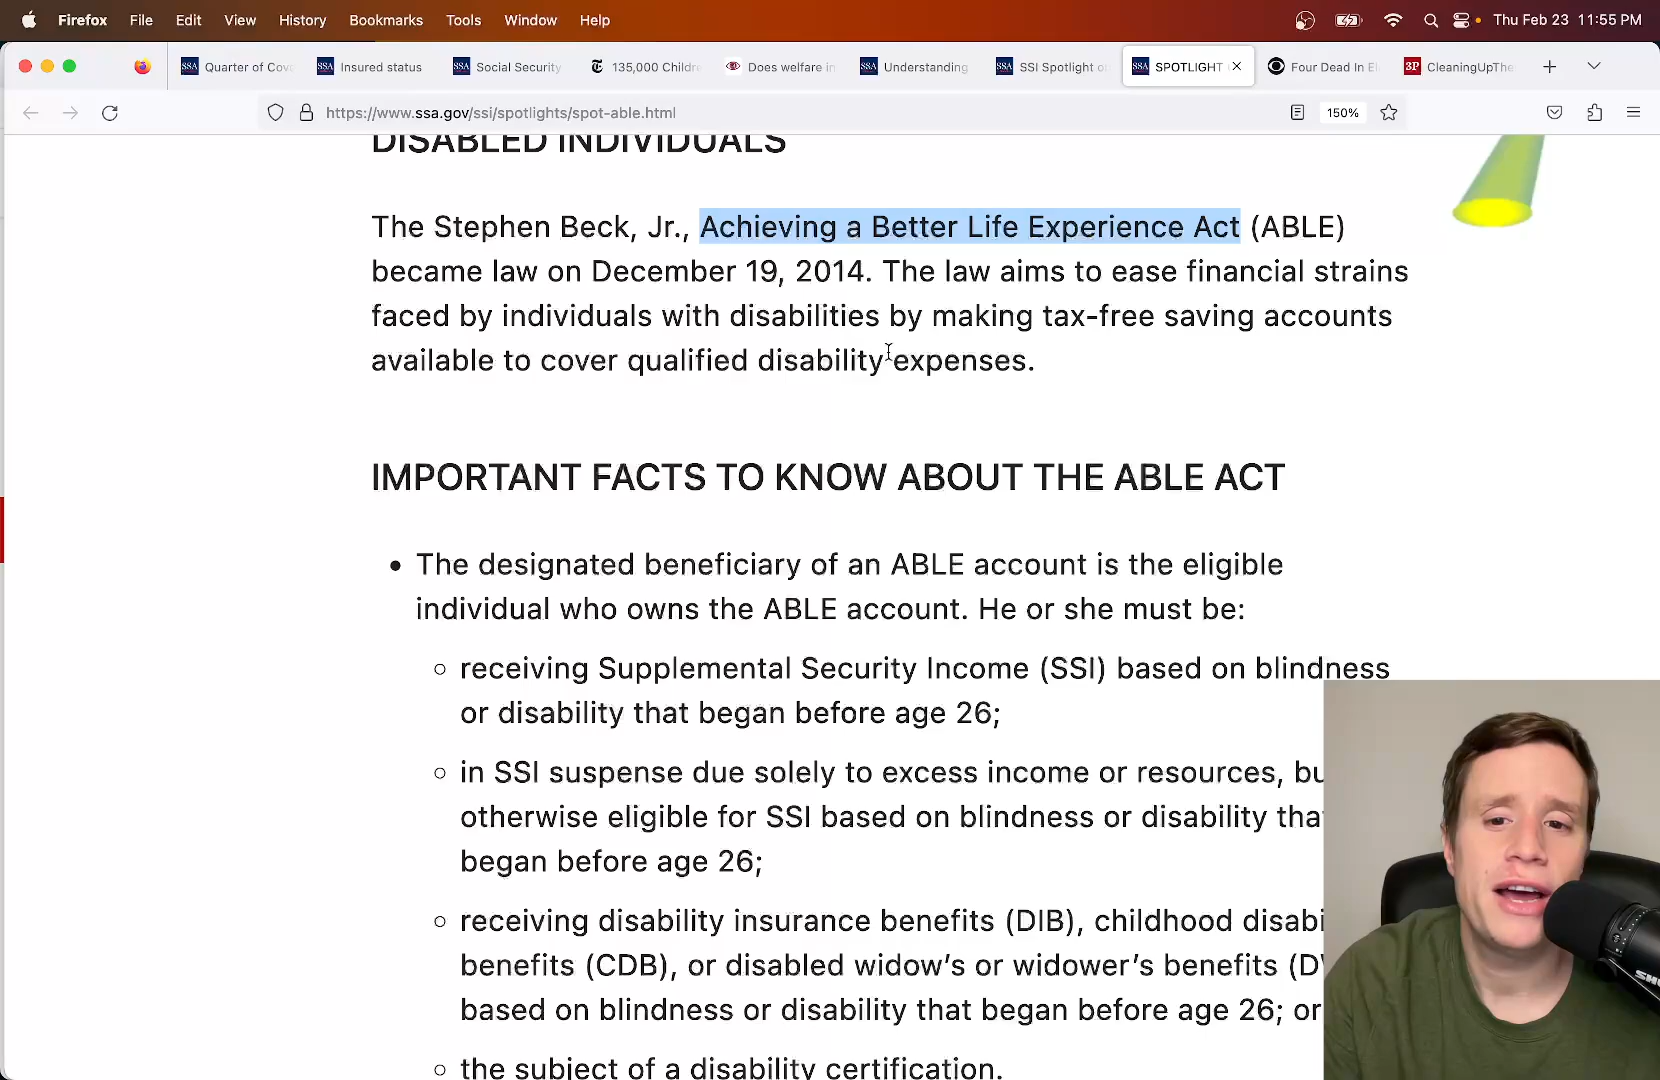 Firefox File Edit View History Bookmarks Tools Window Help Thu Feb 23 11:55 PM
SSA Quarter of Cov SSA Insured status SSA Social Security 135,000 Childr Does welfare in SSA Understanding SSA SSI Spotlight o SSA SPOTLIGHT Four Dead In El 3P CleaningUpThe
https://www.ssa.gov/ssi/spotlights/spot-able.html 150%
DISABLED INDIVIDUALS
The Stephen Beck, Jr., Achieving a Better Life Experience Act (ABLE)
became law on December 19, 2014. The law aims to ease financial strains
faced by individuals with disabilities by making tax-free saving accounts
available to cover qualified disability expenses.
IMPORTANT FACTS TO KNOW ABOUT THE ABLE ACT
• The designated beneficiary of an ABLE account is the eligible
individual who owns the ABLE account. He or she must be:
◦ receiving Supplemental Security Income (SSI) based on blindness
or disability that began before age 26;
◦ in SSI suspense due solely to excess income or resources, bu
otherwise eligible for SSI based on blindness or disability tha
began before age 26;
◦ receiving disability insurance benefits (DIB), childhood disabi
benefits (CDB), or disabled widow's or widower's benefits (D
based on blindness or disability that began before age 26; or
◦ the subject of a disability certification.